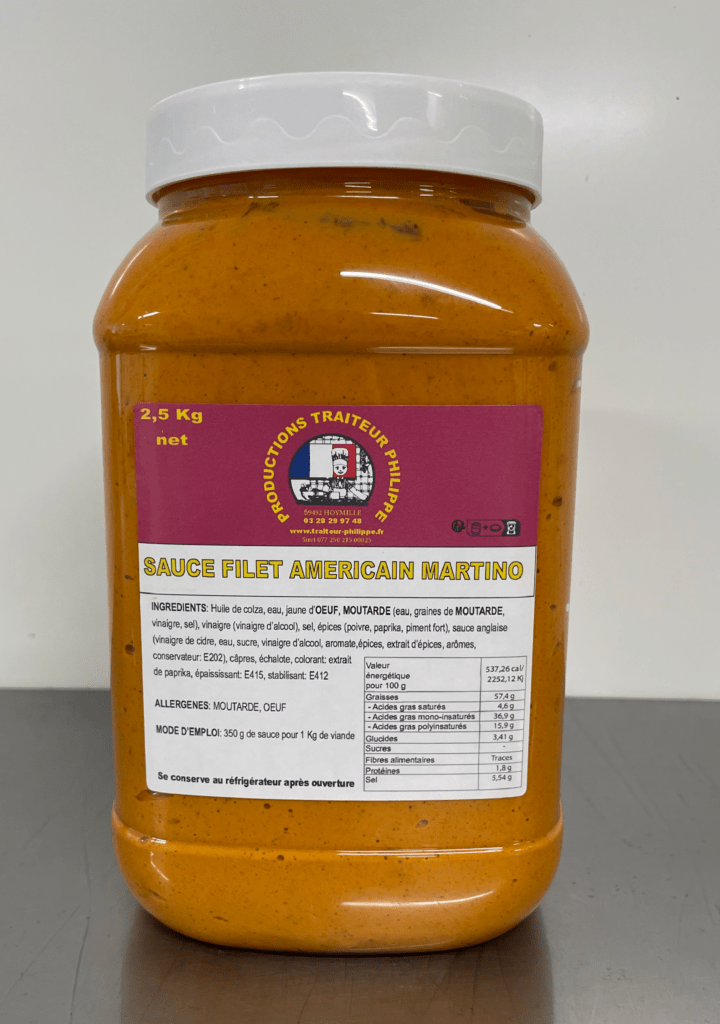 2,5 Kg
net
PRODUCTIONS TRAITEUR PHILIPPE
59492 HOYMILLE
03 28 29 97 48
www.traiteur-philippe.fr
Siret 077 250 215 00025
SAUCE FILET AMERICAIN MARTINO
INGREDIENTS: Huile de colza, eau, jaune d'OEUF, MOUTARDE (eau, graines de MOUTARDE,
vinaigre, sel), vinaigre (vinaigre d'alcool), sel, épices (poivre, paprika, piment fort), sauce anglaise
(vinaigre de cidre, eau, sucre, vinaigre d'alcool, aromate,épices, extrait d'épices, arômes,
conservateur: E202), câpres, échalote, colorant: extrait
de paprika, épaississant: E415, stabilisant: E412
ALLERGENES: MOUTARDE, OEUF
MODE D'EMPLOI: 350 g de sauce pour 1 Kg de viande
Se conserve au réfrigérateur après ouverture
Valeur
énergétique
pour 100 g
537,26 cal/
2252,12 Kj
Graisses 57,4 g
- Acides gras saturés 4,6 g
- Acides gras mono-insaturés 36,9 g
- Acides gras polyinsaturés 15,9 g
Glucides 3,41 g
Sucres -
Fibres alimentaires Traces
Protéines 1,8 g
Sel 5,54 g